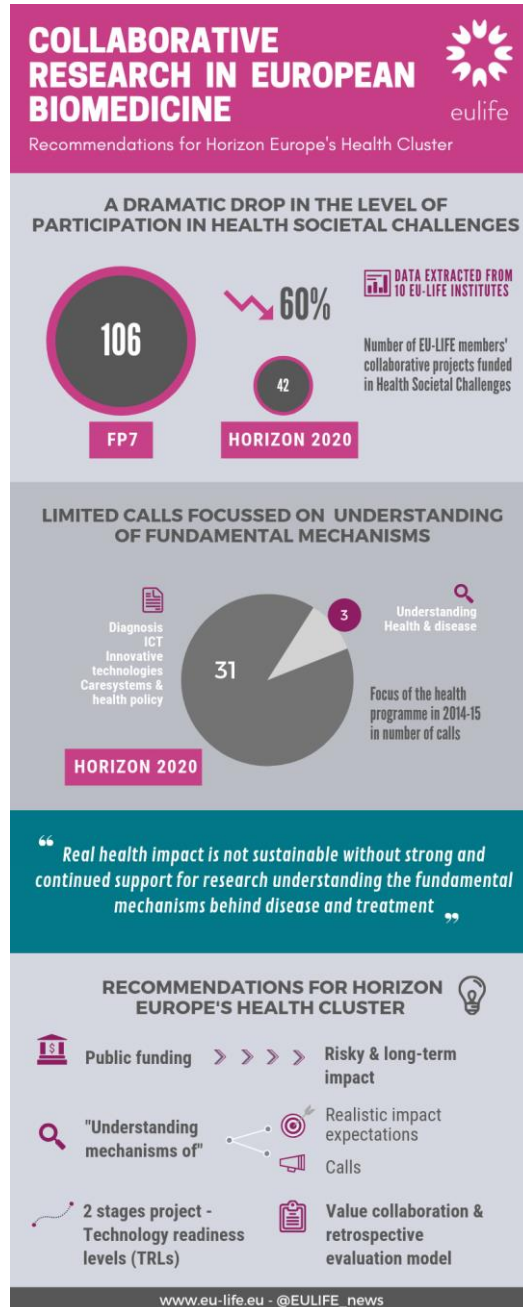 COLLABORATIVE
RESEARCH IN EUROPEAN
BIOMEDICINE
eulife
Recommendations for Horizon Europe's Health Cluster
A DRAMATIC DROP IN THE LEVEL OF
PARTICIPATION IN HEALTH SOCIETAL CHALLENGES
106
FP7
60%
42
HORIZON 2020
DATA EXTRACTED FROM
10 EU-LIFE INSTITUTES
Number of EU-LIFE members'
collaborative projects funded
in Health Societal Challenges
LIMITED CALLS FOCUSSED ON UNDERSTANDING
OF FUNDAMENTAL MECHANISMS
Diagnosis
ICT
Innovative
technologies
Caresystems &
health policy
31
3
Understanding
Health & disease
Focus of the health
programme in 2014-15
in number of calls
HORIZON 2020
“ Real health impact is not sustainable without strong and
continued support for research understanding the fundamental
mechanisms behind disease and treatment ”
RECOMMENDATIONS FOR HORIZON
EUROPE'S HEALTH CLUSTER
Public funding
Risky & long-term
impact
"Understanding
mechanisms of"
Realistic impact
expectations
Calls
2 stages project -
Technology readiness
levels (TRLs)
Value collaboration &
retrospective
evaluation model
www.eu-life.eu - @EULIFE_news